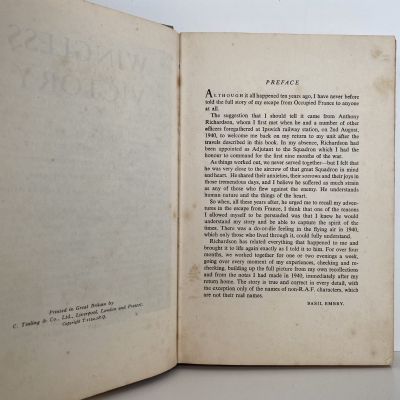 Printed in Great Britain by
C. Tinling & Co., Ltd., Liverpool, London and Prescot.
Copyright
PREFACE
ALTHOUGH it all happened ten years ago, I have never before
told the full story of my escape from Occupied France to anyone
at all.
The suggestion that I should tell it came from Anthony
Richardson, whom I first met when he and a number of other
officers foregathered at Ipswich railway station, on 2nd August,
1940, to welcome me back on my return to my unit after the
travels described in this book. In my absence, Richardson had
been appointed as Adjutant to the Squadron which I had the
honour to command for the first nine months of the war.
As things worked out, we never served together—but I felt that
he was very close to the aircrew of that great Squadron in mind
and heart. He shared their anxieties, their sorrows and their joys in
those tremendous days, and I believe he suffered as much strain
as any of those who flew against the enemy. He understands
human nature and the things of the heart.
So when, all these years after, he urged me to recall my adventures in
the escape from France, I think that one of the reasons
I allowed myself to be persuaded was that I knew he would
understand my story and be able to capture the spirit of the
times. There was a do-or-die feeling in the flying air in 1940,
which only those who lived through it, could fully understand.
Richardson has related everything that happened to me and
brought it to life again exactly as I told it to him. For over four
months, we worked together for one or two evenings a week,
going over every moment of my experiences, checking and re-
checking, building up the full picture from my own recollections
and from the notes I had made in 1940, immediately after my
return home. The story is true and correct in every detail, with
the exception only of the names of non-R.A.F. characters, which
are not their real names.
BASIL EMBRY.